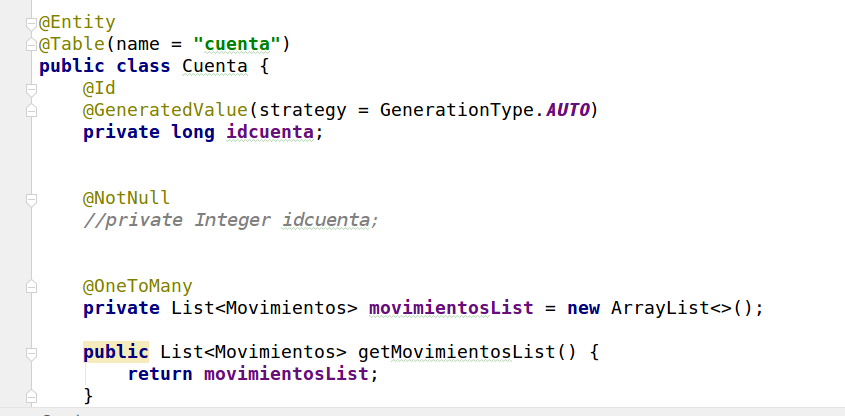 @Entity
@Table(name = "cuenta")
public class Cuenta {
    @Id
    @GeneratedValue(strategy = GenerationType.AUTO)
    private long idcuenta;
    @NotNull
    //private Integer idcuenta;
    @OneToMany
    private List<Movimientos> movimientosList = new ArrayList<>();
    public List<Movimientos> getMovimientosList() {
        return movimientosList;
    }